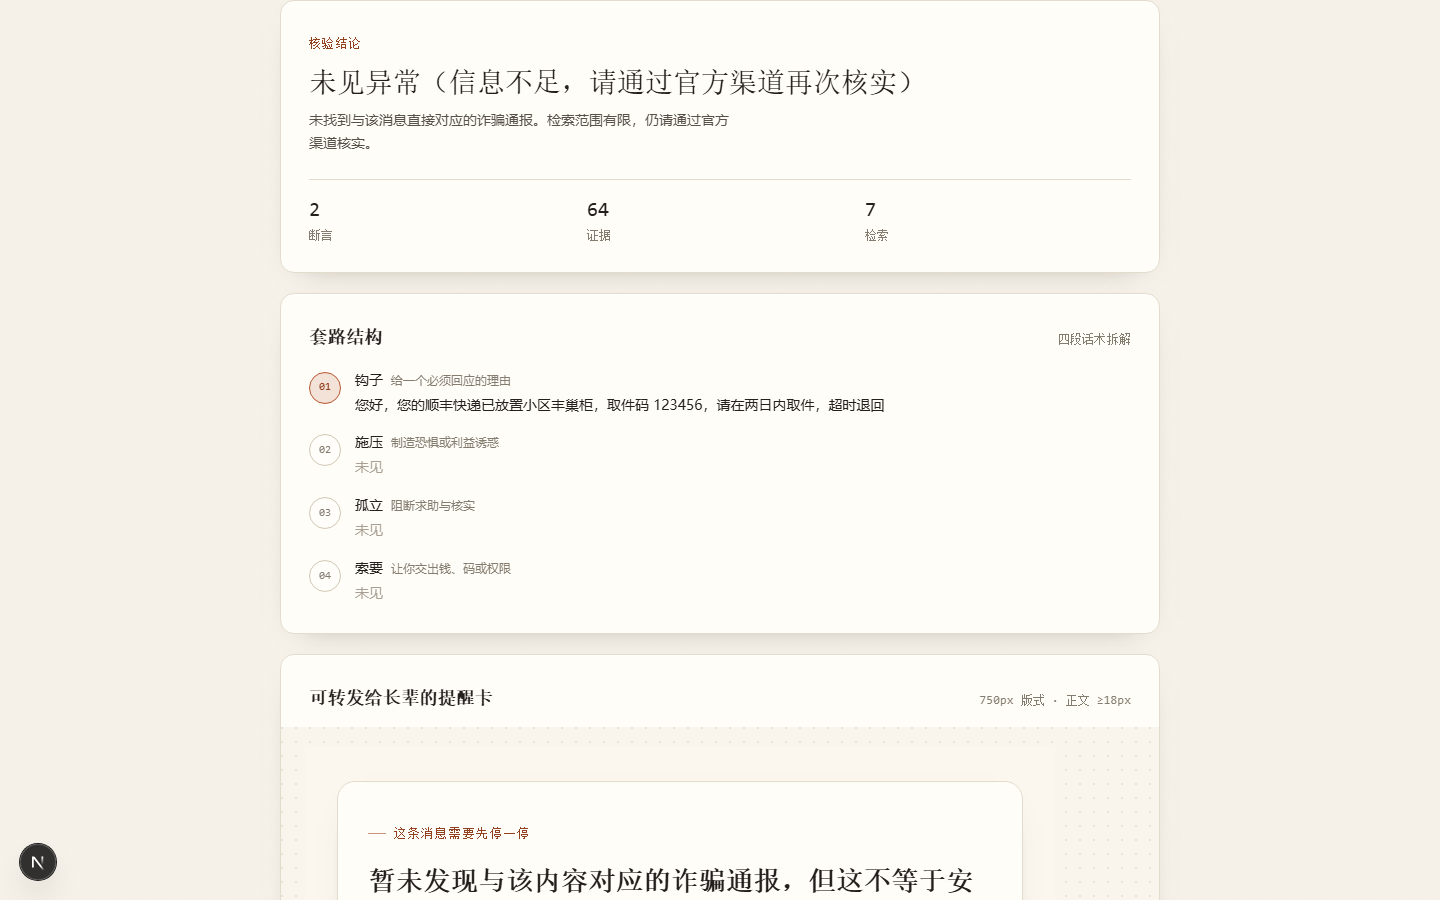 核验结论
未见异常（信息不足，请通过官方渠道再次核实）
未找到与该消息直接对应的诈骗通报。检索范围有限，仍请通过官方
渠道核实。
2
断言
64
证据
7
检索
套路结构
四段话术拆解
01
钩子 给一个必须回应的理由
您好，您的顺丰快递已放置小区丰巢柜，取件码 123456，请在两日内取件，超时退回
02
施压 制造恐惧或利益诱惑
未见
03
孤立 阻断求助与核实
未见
04
索要 让你交出钱、码或权限
未见
可转发给长辈的提醒卡
750px 版式 · 正文 ≥18px
这条消息需要先停一停
暂未发现与该内容对应的诈骗通报，但这不等于安
N